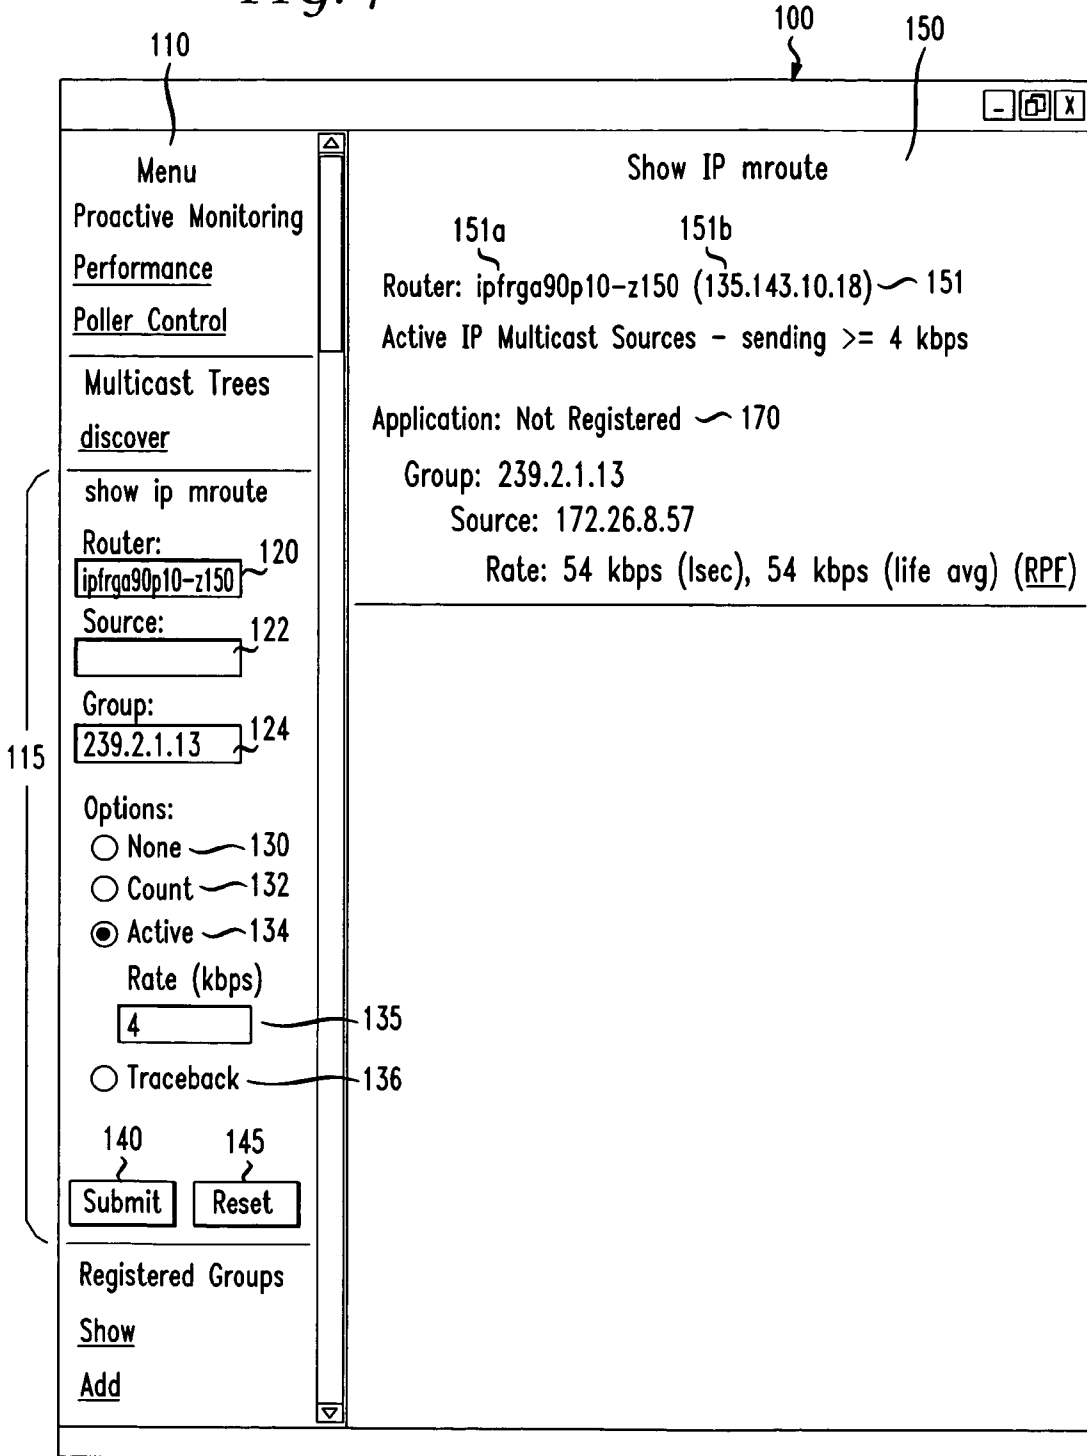 100
150
110
- X
Menu
Proactive Monitoring
Performance
Poller Control
Multicast Trees
discover
show ip mroute
Router:
ipfrga90p10-z150
120
Source:
122
Group:
239.2.1.13
124
115
Options:
None 130
Count 132
Active 134
Rate (kbps)
4
135
Traceback 136
140 145
Submit Reset
Registered Groups
Show
Add
Show IP mroute
151a 151b
Router: ipfrga90p10-z150 (135.143.10.18) 151
Active IP Multicast Sources - sending >= 4 kbps
Application: Not Registered 170
Group: 239.2.1.13
Source: 172.26.8.57
Rate: 54 kbps (lsec), 54 kbps (life avg) (RPF)